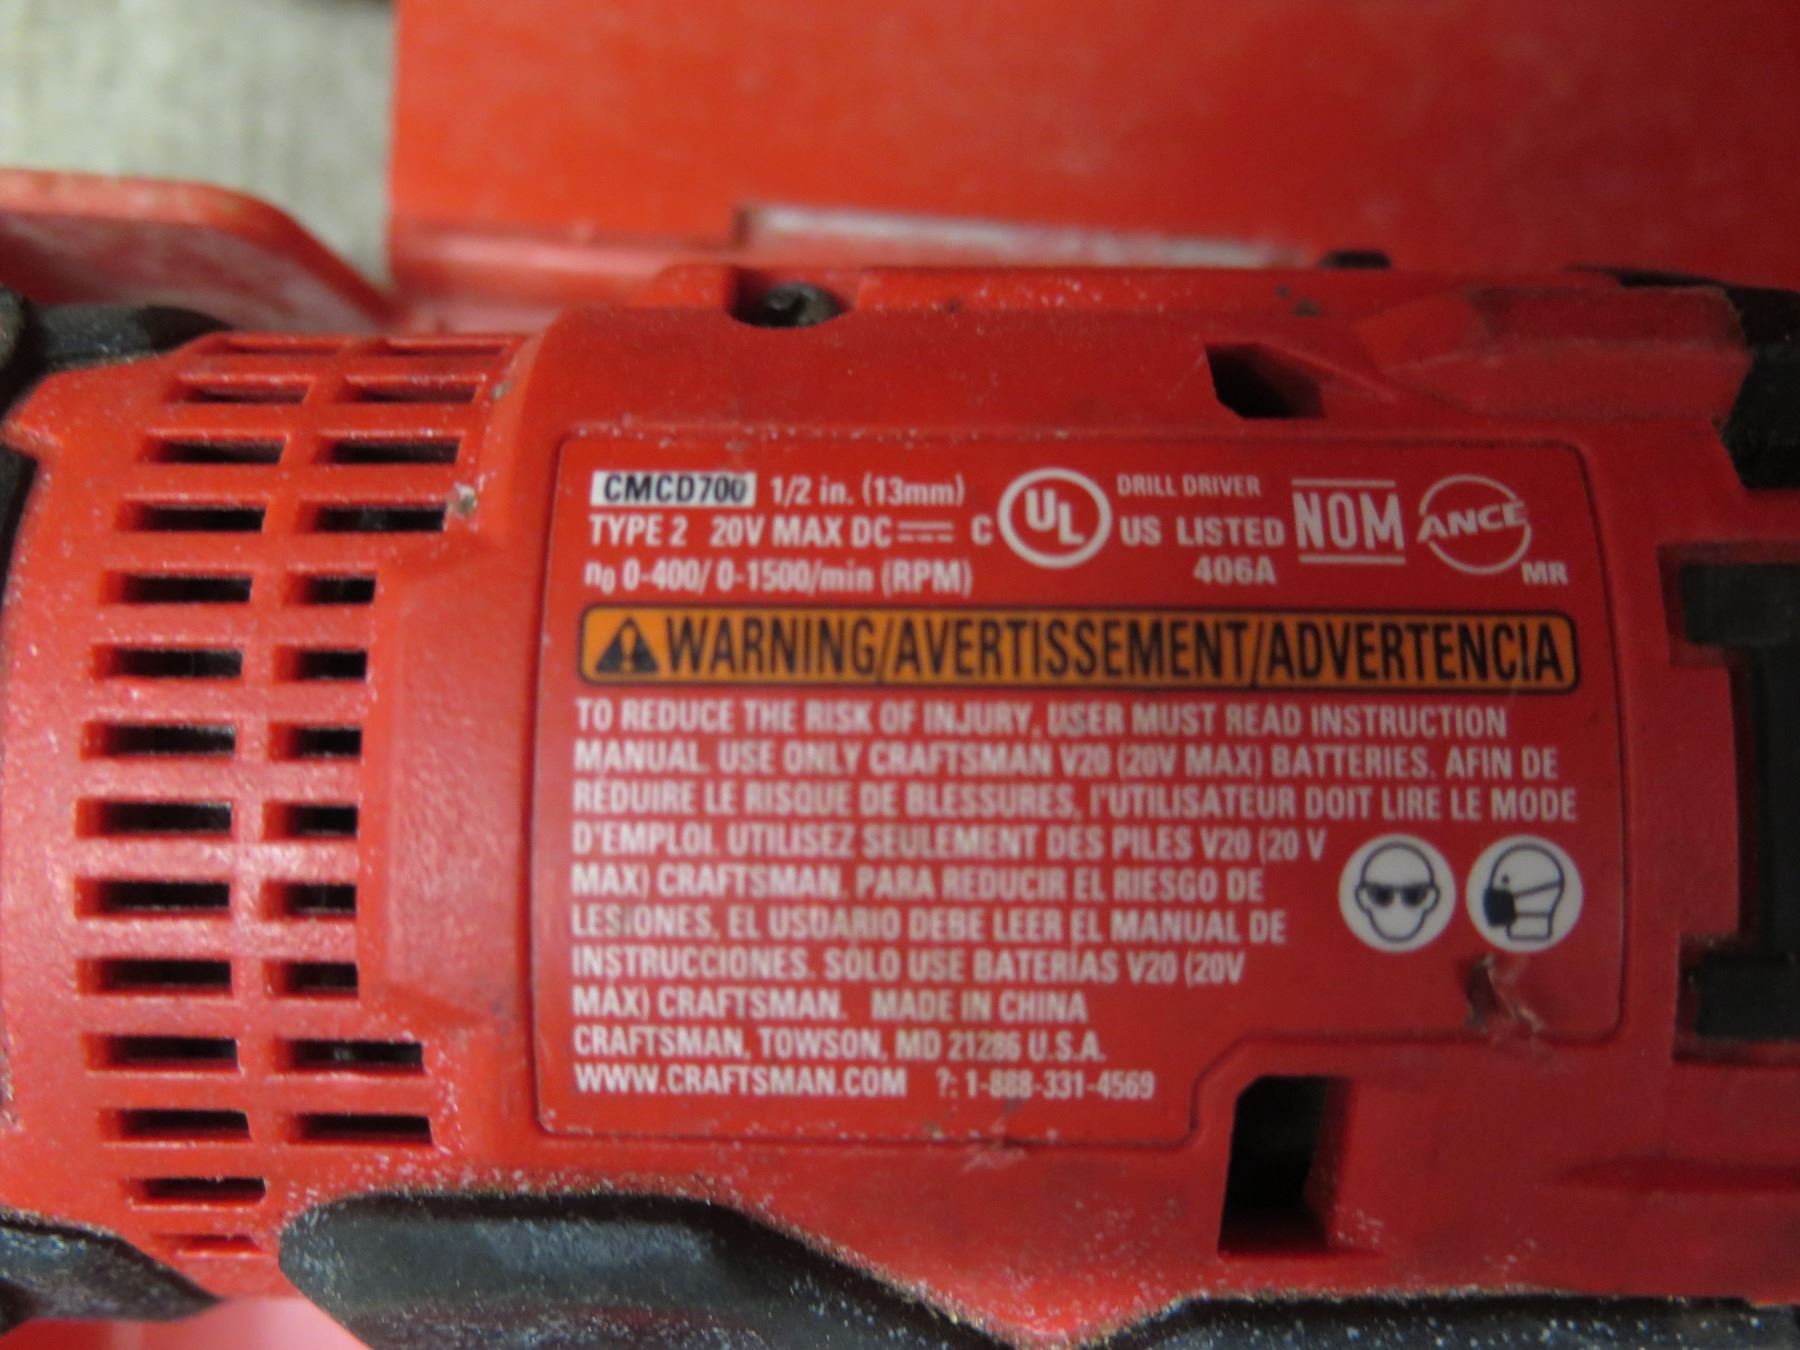 CMCD700 1/2 in. (13mm)
TYPE 2 20V MAX DC
n0 0-400/ 0-1500/min (RPM)
C UL US
DRILL DRIVER
LISTED
406A
NOM
ANCE
MR
WARNING/AVERTISSEMENT/ADVERTENCIA
TO REDUCE THE RISK OF INJURY, USER MUST READ INSTRUCTION
MANUAL. USE ONLY CRAFTSMAN V20 (20V MAX) BATTERIES. AFIN DE
RÉDUIRE LE RISQUE DE BLESSURES, l'UTILISATEUR DOIT LIRE LE MODE
D'EMPLOI. UTILISEZ SEULEMENT DES PILES V20 (20 V
MAX) CRAFTSMAN. PARA REDUCIR EL RIESGO DE
LESIONES, EL USUARIO DEBE LEER EL MANUAL DE
INSTRUCCIONES. SÓLO USE BATERÍAS V20 (20V
MÁX) CRAFTSMAN. MADE IN CHINA
CRAFTSMAN, TOWSON, MD 21286 U.S.A.
WWW.CRAFTSMAN.COM ?: 1-888-331-4569